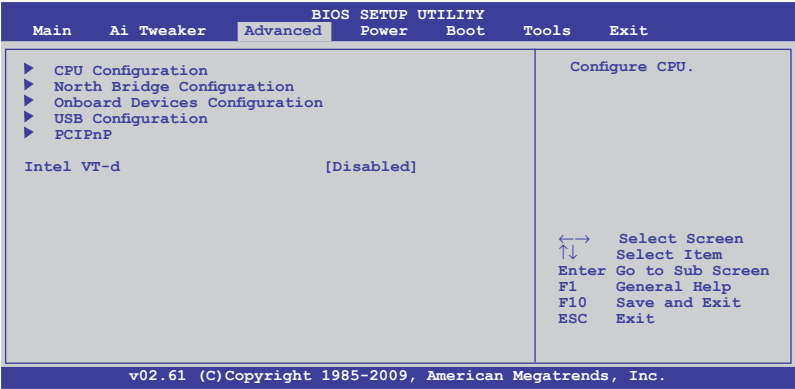 BIOS SETUP UTILITY
Main Ai Tweaker Advanced Power Boot Tools Exit
CPU Configuration
North Bridge Configuration
Onboard Devices Configuration
USB Configuration
PCIPnP
Intel VT-d [Disabled]
Configure CPU.
←→ Select Screen
↑↓ Select Item
Enter Go to Sub Screen
F1 General Help
F10 Save and Exit
ESC Exit
v02.61 (C)Copyright 1985-2009, American Megatrends, Inc.